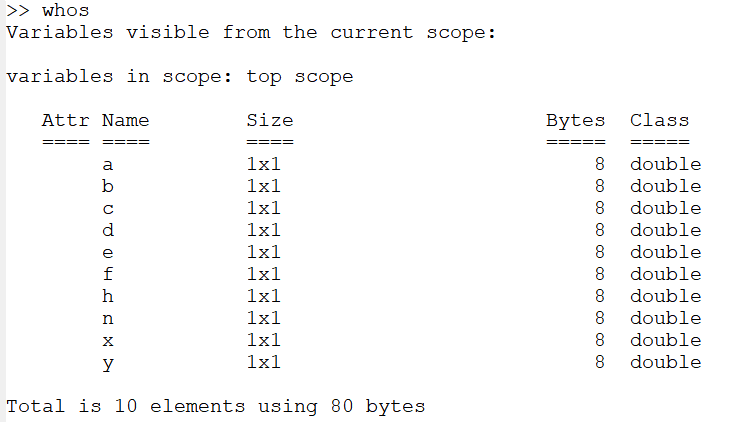 >> whos
Variables visible from the current scope:
variables in scope: top scope
Attr Name Size Bytes Class
==== ==== ==== ===== =====
a 1x1 8 double
b 1x1 8 double
c 1x1 8 double
d 1x1 8 double
e 1x1 8 double
f 1x1 8 double
h 1x1 8 double
n 1x1 8 double
x 1x1 8 double
y 1x1 8 double
Total is 10 elements using 80 bytes